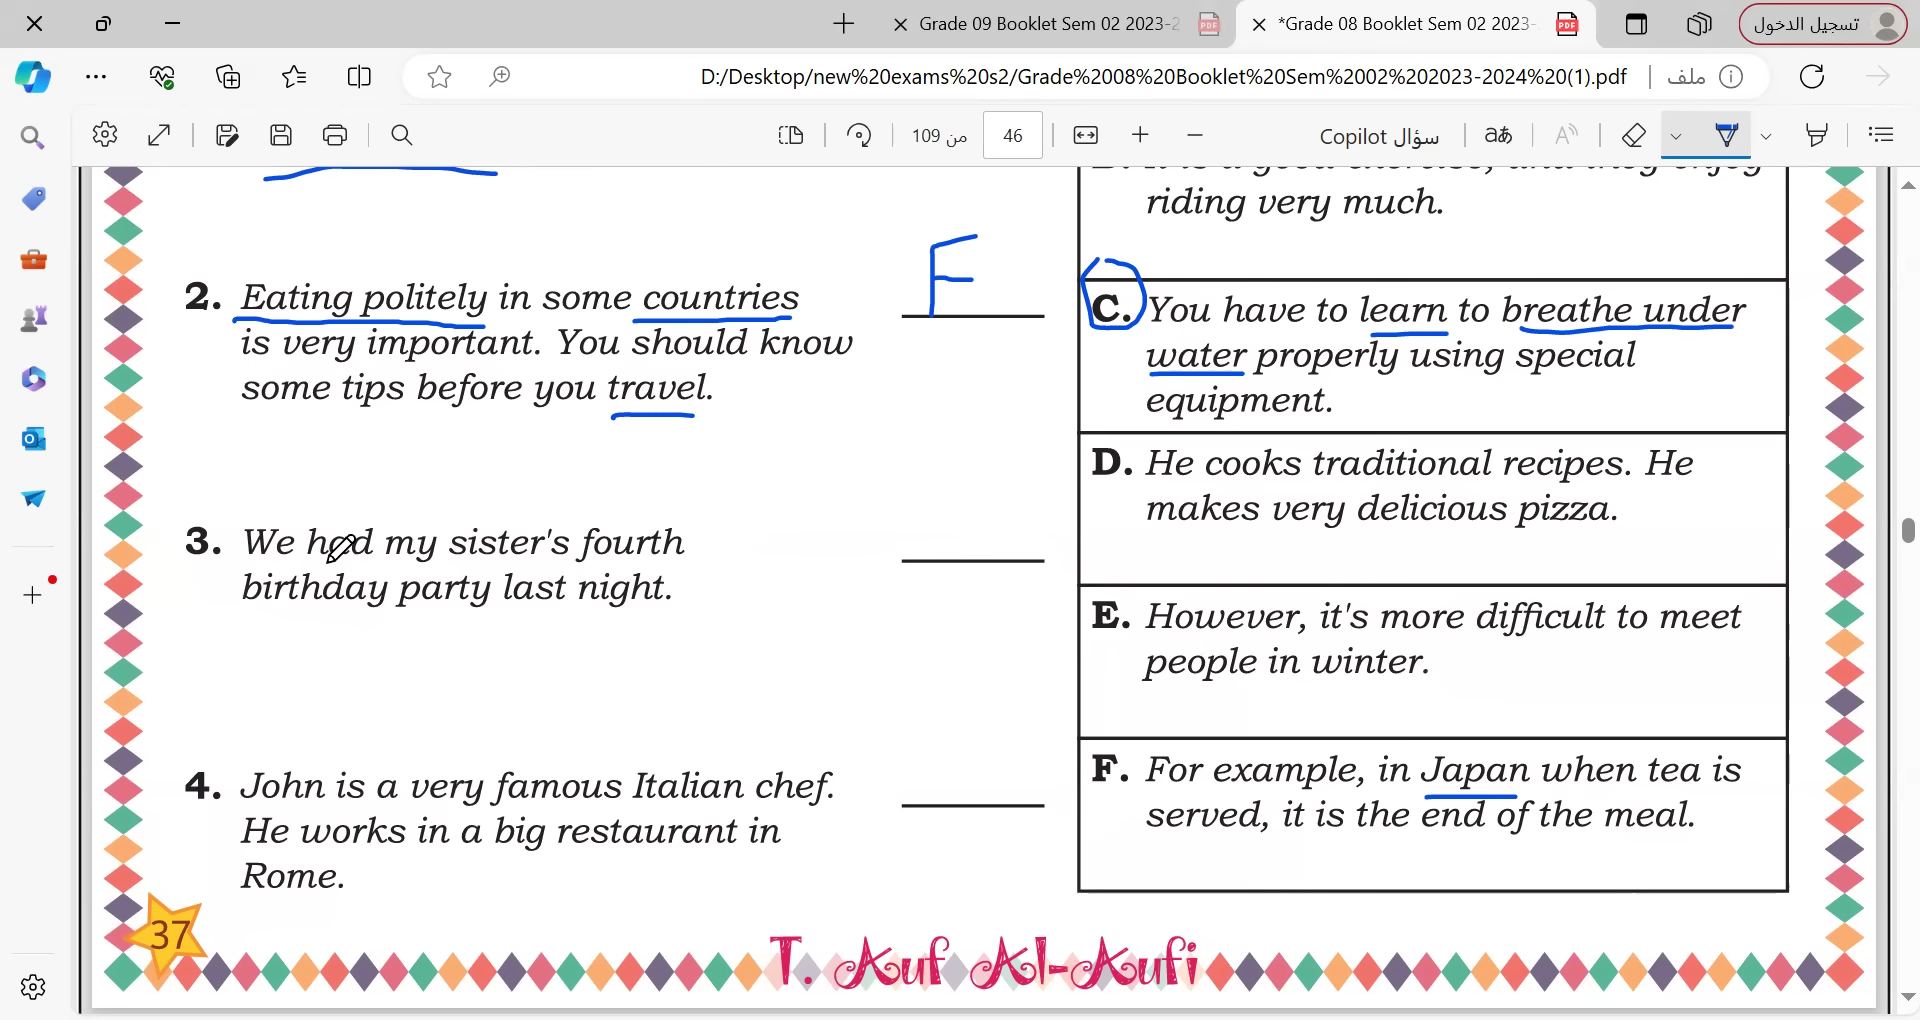 Grade 09 Booklet Sem 02 2023-2
*Grade 08 Booklet Sem 02 2023-
تسجيل الدخول
D:/Desktop/new%20exams%20s2/Grade%2008%20Booklet%20Sem%2002%202023-2024%20(1).pdf
ملف
من 109
46
سؤال Copilot
riding very much.
2. Eating politely in some countries
is very important. You should know
some tips before you travel.
F
3. We had my sister's fourth
birthday party last night.
4. John is a very famous Italian chef.
He works in a big restaurant in
Rome.
C. You have to learn to breathe under
water properly using special
equipment.
D. He cooks traditional recipes. He
makes very delicious pizza.
E. However, it's more difficult to meet
people in winter.
F. For example, in Japan when tea is
served, it is the end of the meal.
37
T. Auf Al-Aufi